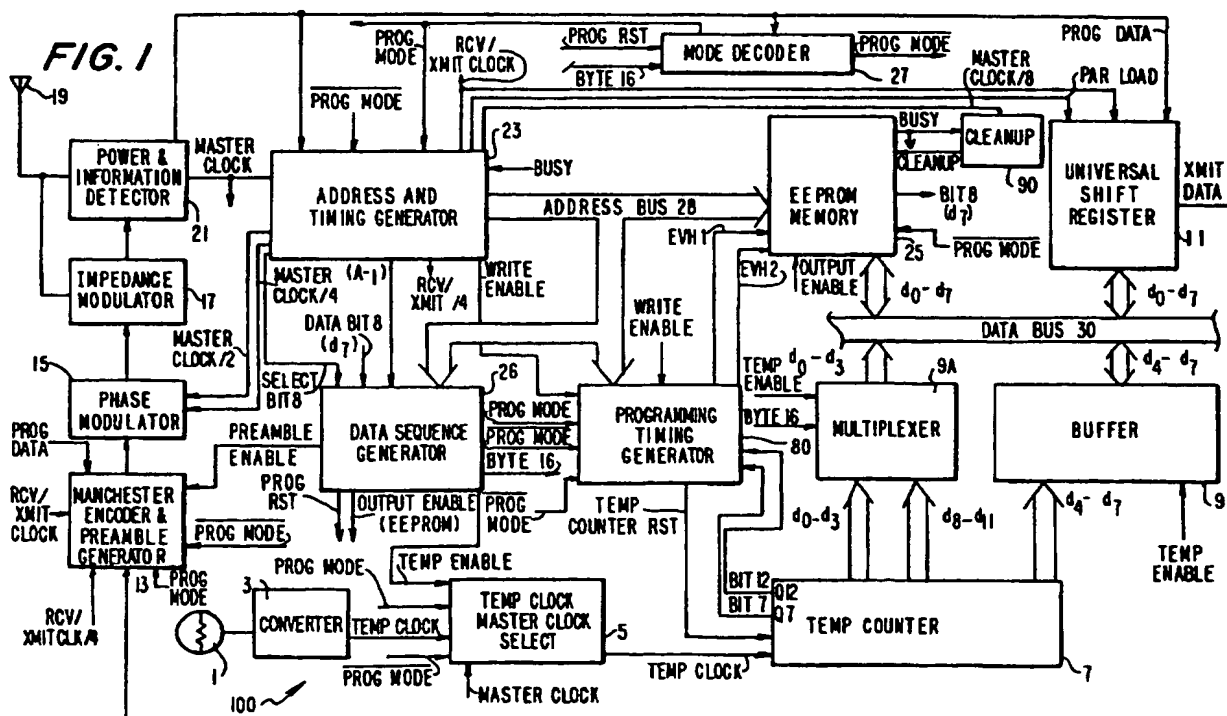 FIG. 1
19
POWER &
INFORMATION
DETECTOR
21
MASTER
CLOCK
IMPEDANCE
MODULATOR
17
15
PHASE
MODULATOR
PROG
DATA
RCV/
XMIT
CLOCK
MANCHESTER
ENCODER &
PREAMBLE
GENERATOR
13
PROG
MODE
PROG MODE
RCV/
XMIT CLK/4
1
3
CONVERTER
100
PROG MODE
PROG
MODE
RCV/
XMIT CLOCK
23
ADDRESS AND
TIMING GENERATOR
BUSY
MASTER
CLOCK/4
(A-1)
RCV/
XMIT /4
WRITE
ENABLE
MASTER
CLOCK/2
DATA BIT 8
(d7)
SELECT
BIT 8
26
DATA SEQUENCE
GENERATOR
PREAMBLE
ENABLE
PROG
RST
OUTPUT ENABLE
(EEPROM)
PROG MODE
PROG MODE
BYTE 16
PROG
MODE
TEMP ENABLE
PROG MODE
TEMP CLOCK
PROG MODE
TEMP CLOCK
MASTER CLOCK
SELECT
5
MASTER CLOCK
TEMP CLOCK
PROG RST
BYTE 16
MODE DECODER
27
PROG MODE
ADDRESS BUS 28
EVH1
EVH2
WRITE ENABLE
PROGRAMMING
TIMING
GENERATOR
80
TEMP
COUNTER RST
EEPROM
MEMORY
25
BUSY
CLEANUP
MASTER
CLOCK/8
CLEANUP
90
BIT 8
(d7)
PROG MODE
OUTPUT
ENABLE
d0-d7
PROG DATA
PAR LOAD
UNIVERSAL
SHIFT
REGISTER
11
XMIT
DATA
d0-d7
DATA BUS 30
TEMP
ENABLE
d0-d3
BYTE 16
9A
MULTIPLEXER
d4-d7
BUFFER
9
TEMP
ENABLE
d0-d3
d8-d11
d4-d7
BIT 12
Q12
BIT 7
Q7
TEMP COUNTER
7